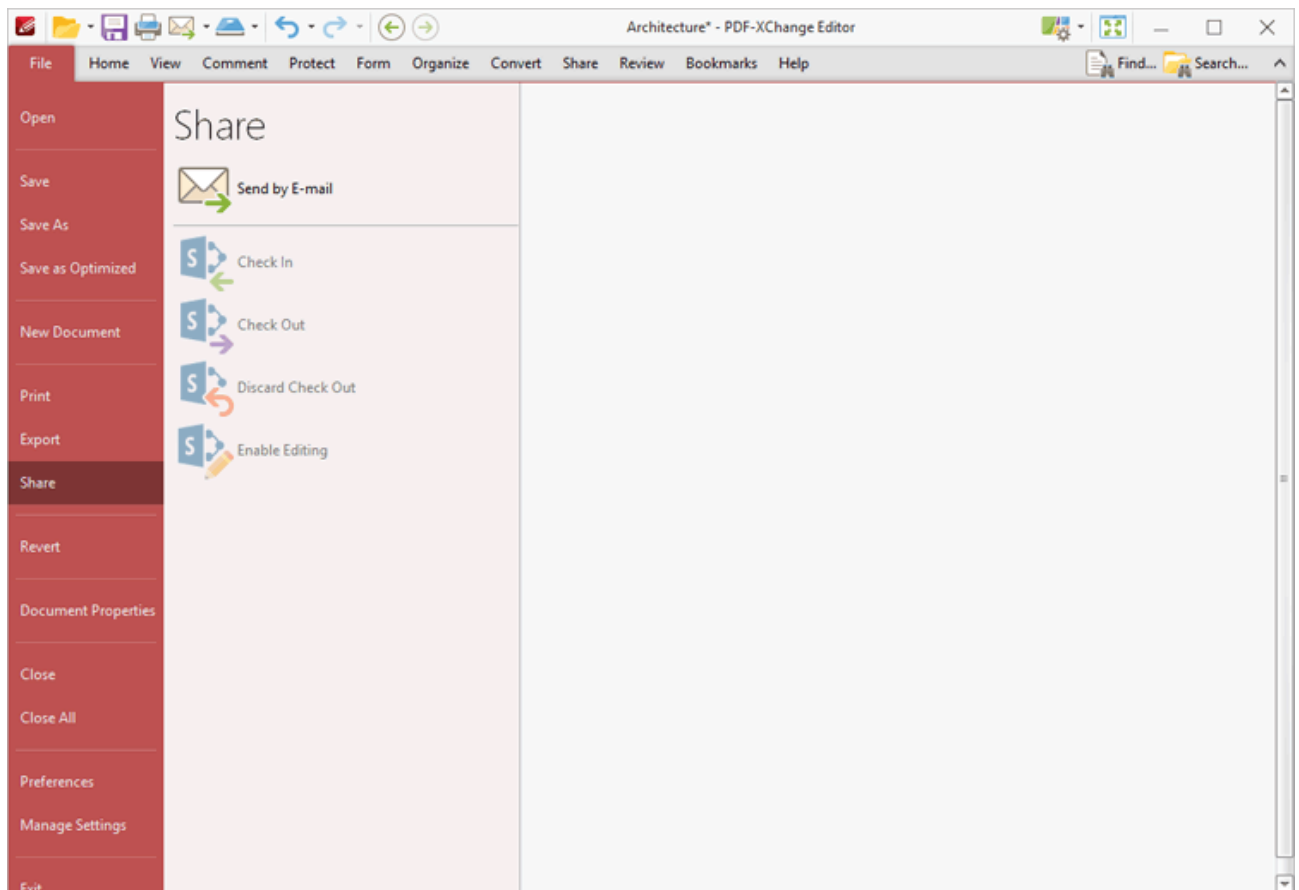 Architecture* - PDF-XChange Editor
File Home View Comment Protect Form Organize Convert Share Review Bookmarks Help Find... Search...
Open
Save
Save As
Save as Optimized
New Document
Print
Export
Share
Revert
Document Properties
Close
Close All
Preferences
Manage Settings
Exit
Share
Send by E-mail
S Check In
S Check Out
S Discard Check Out
S Enable Editing